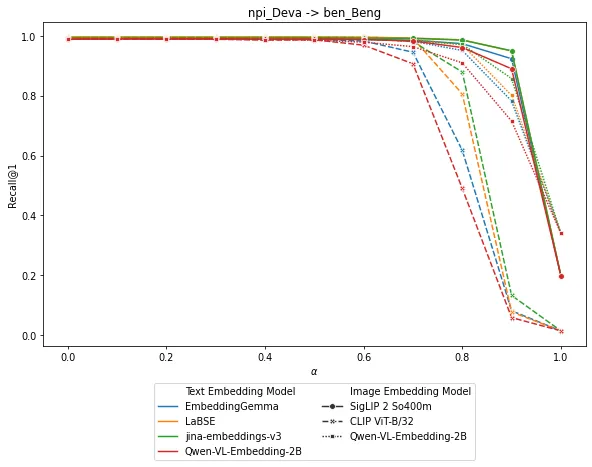 npi_Deva -> ben_Beng
Recall@1
1.0
0.8
0.6
0.4
0.2
0.0
0.0 0.2 0.4 0.6 0.8 1.0
α
Text Embedding Model
EmbeddingGemma
LaBSE
jina-embeddings-v3
Qwen-VL-Embedding-2B
Image Embedding Model
SigLIP 2 So400m
CLIP ViT-B/32
Qwen-VL-Embedding-2B